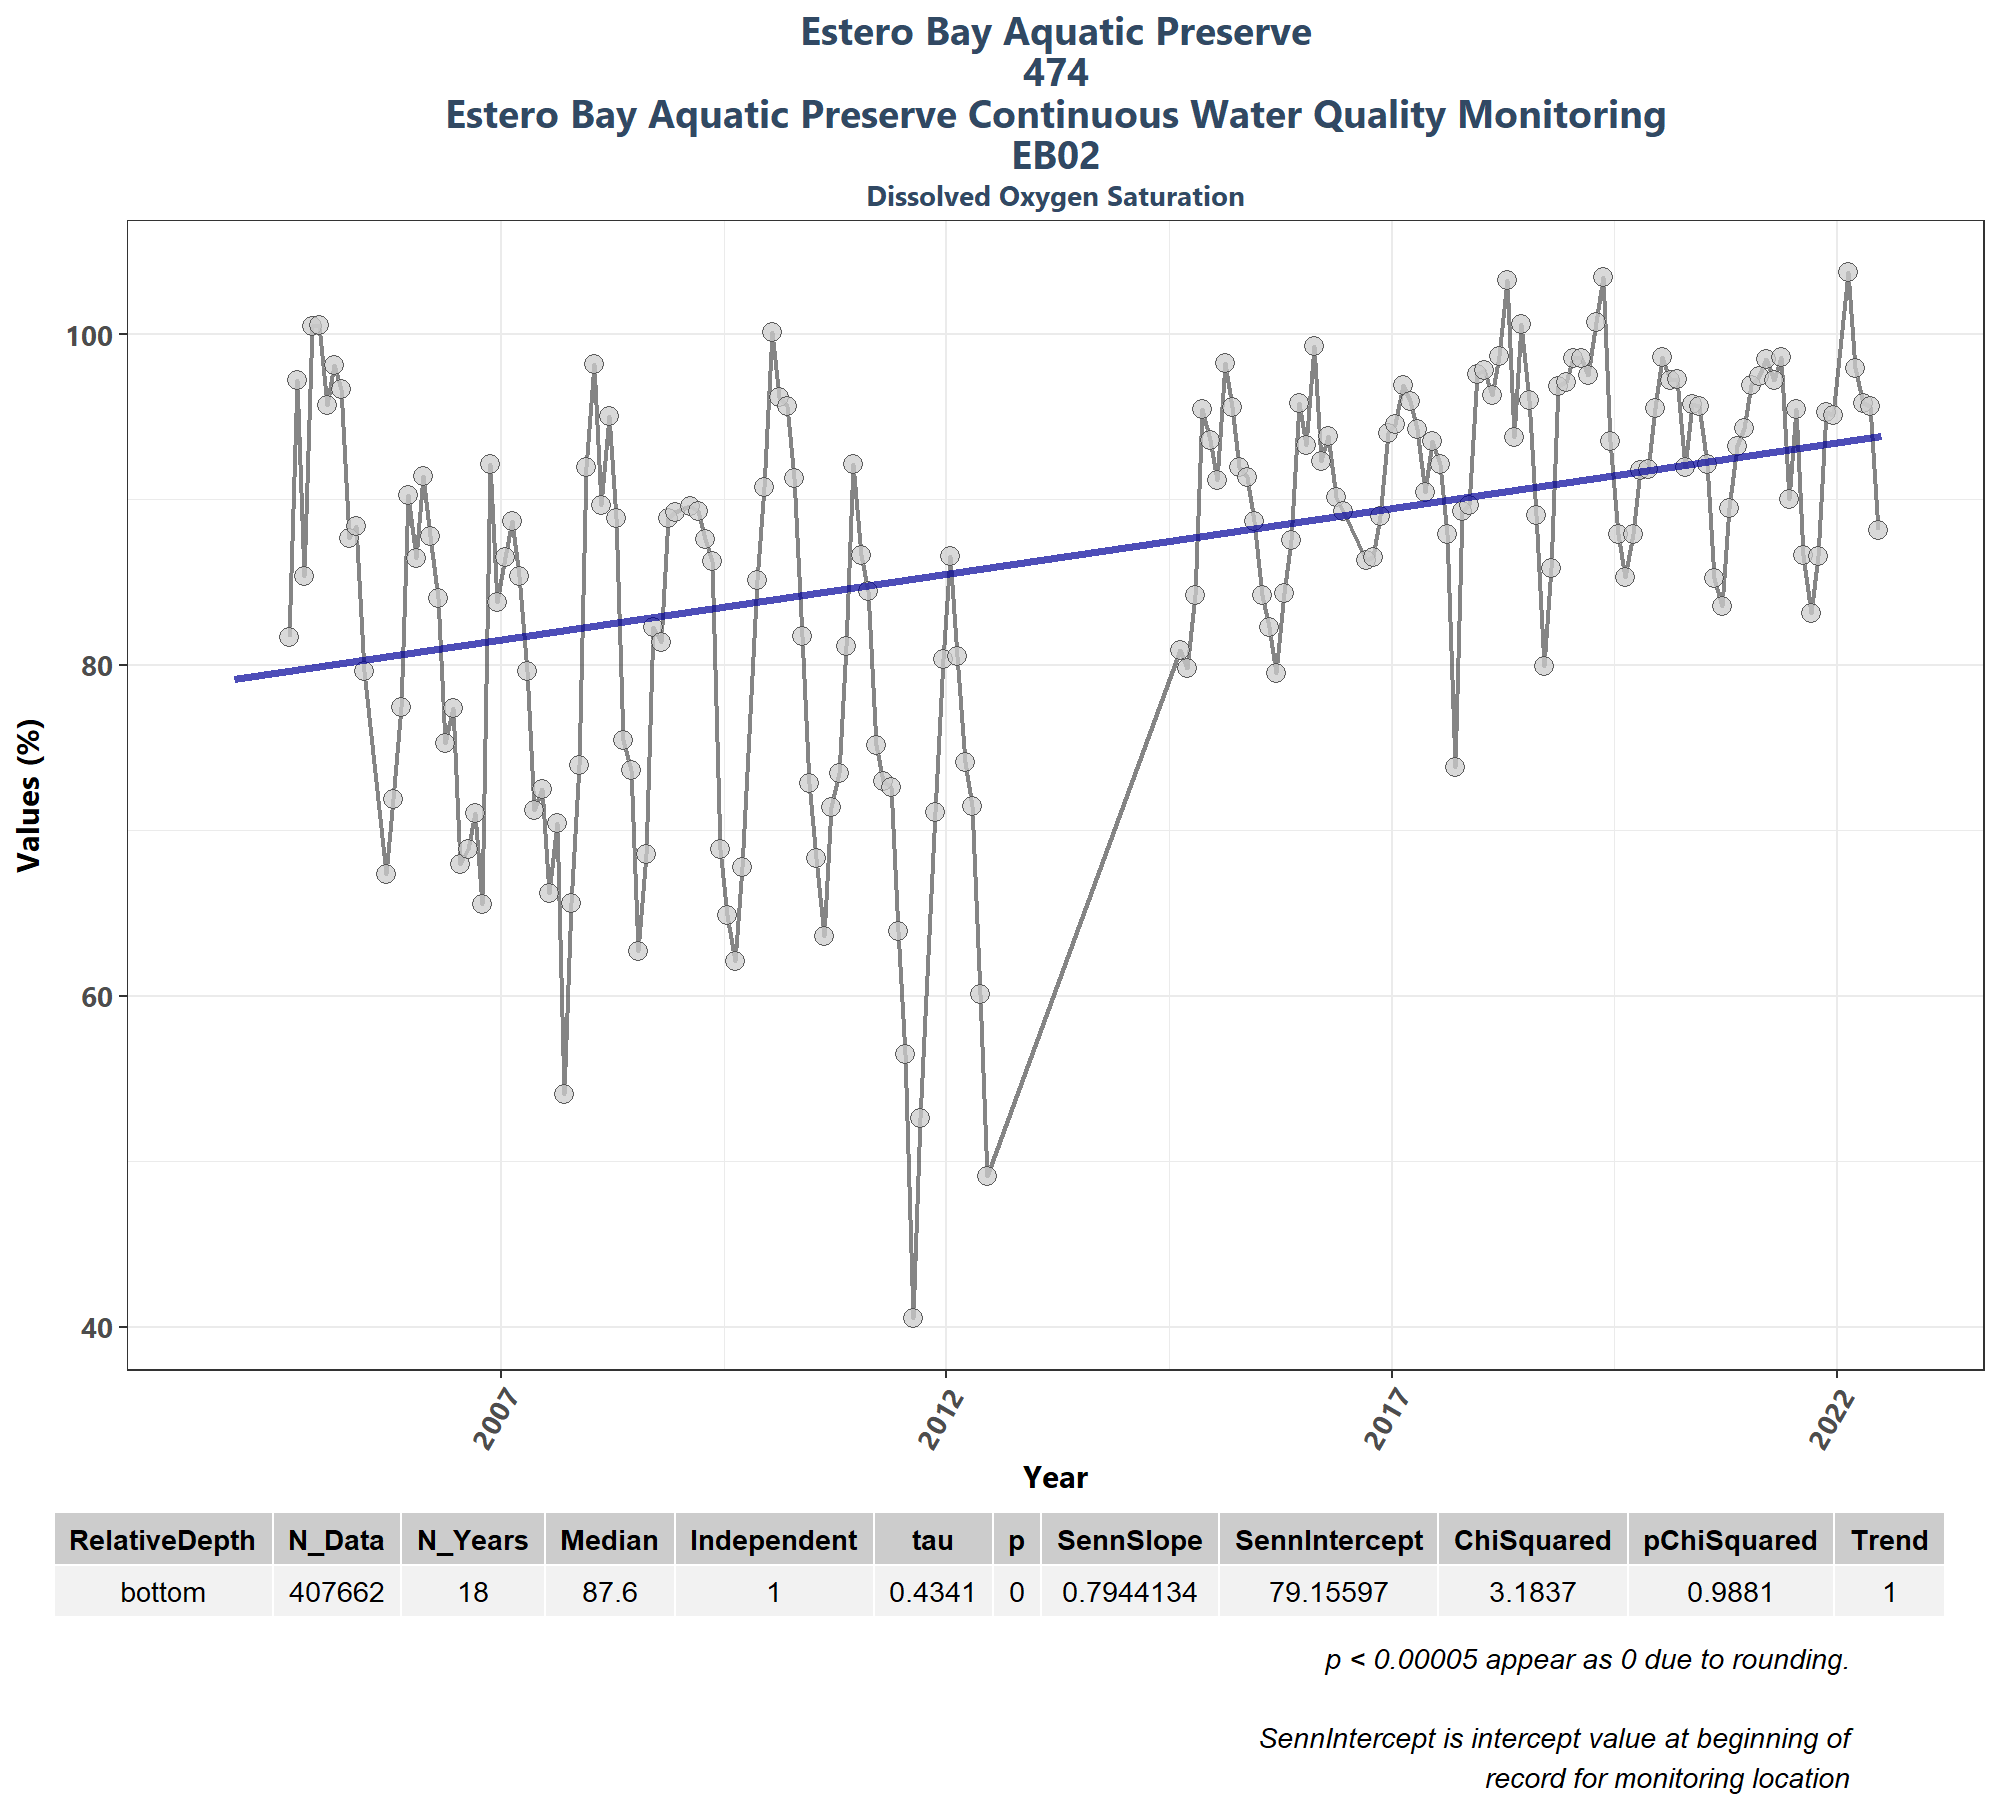 Estero Bay Aquatic Preserve
474
Estero Bay Aquatic Preserve Continuous Water Quality Monitoring
EB02
Dissolved Oxygen Saturation
Values (%)
100
80
60
40
2007
2012
2017
2022
Year
RelativeDepth N_Data N_Years Median Independent tau p SennSlope SennIntercept ChiSquared pChiSquared Trend
bottom 407662 18 87.6 1 0.4341 0 0.7944134 79.15597 3.1837 0.9881 1
p < 0.00005 appear as 0 due to rounding.
SennIntercept is intercept value at beginning of
record for monitoring location